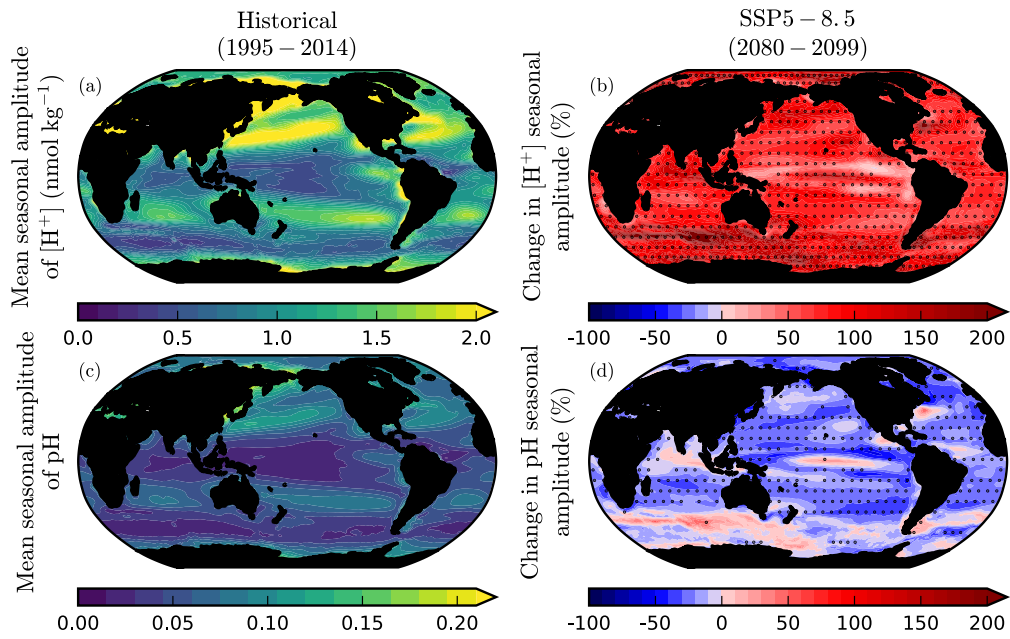 Historical
(1995 – 2014)
SSP5 – 8.5
(2080 – 2099)
Mean seasonal amplitude
of [H⁺] (nmol kg⁻¹)
(a)
0.0 0.5 1.0 1.5 2.0
Change in [H⁺] seasonal
amplitude (%)
(b)
-100 -50 0 50 100 150 200
Mean seasonal amplitude
of pH
(c)
0.00 0.05 0.10 0.15 0.20
Change in pH seasonal
amplitude (%)
(d)
-100 -50 0 50 100 150 200